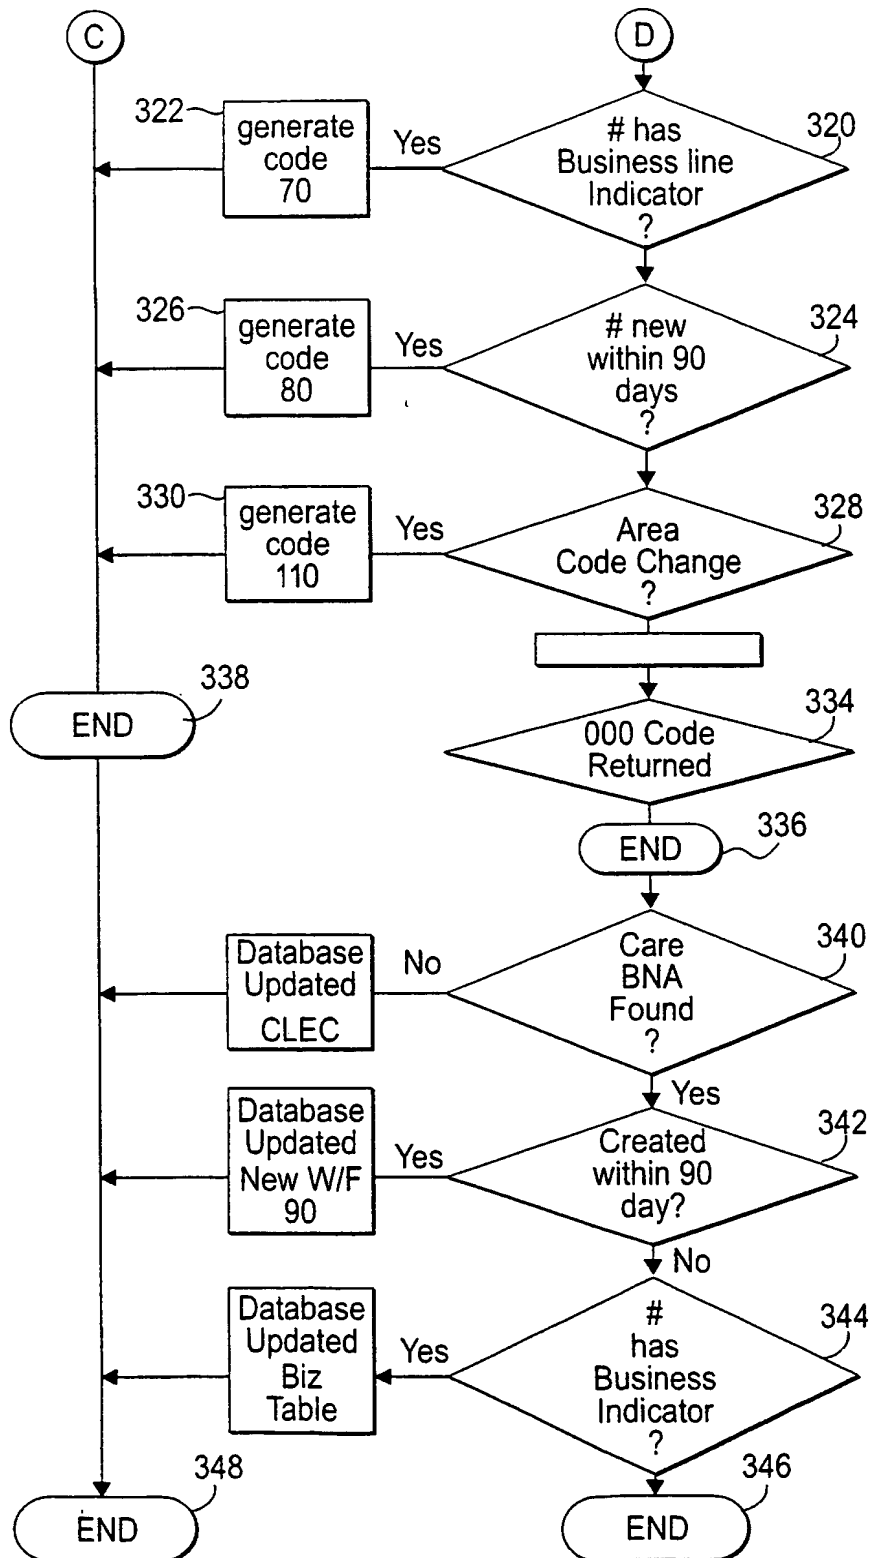 C
D
322
generate
code
70
Yes
# has
Business line
Indicator
?
320
326
generate
code
80
Yes
# new
within 90
days
?
324
330
generate
code
110
Yes
Area
Code Change
?
328
338
END
000 Code
Returned
334
END
336
Database
Updated
CLEC
No
Care
BNA
Found
?
340
Yes
Database
Updated
New W/F
90
Yes
Created
within 90
day?
342
No
Database
Updated
Biz
Table
Yes
#
has
Business
Indicator
?
344
348
END
346
END